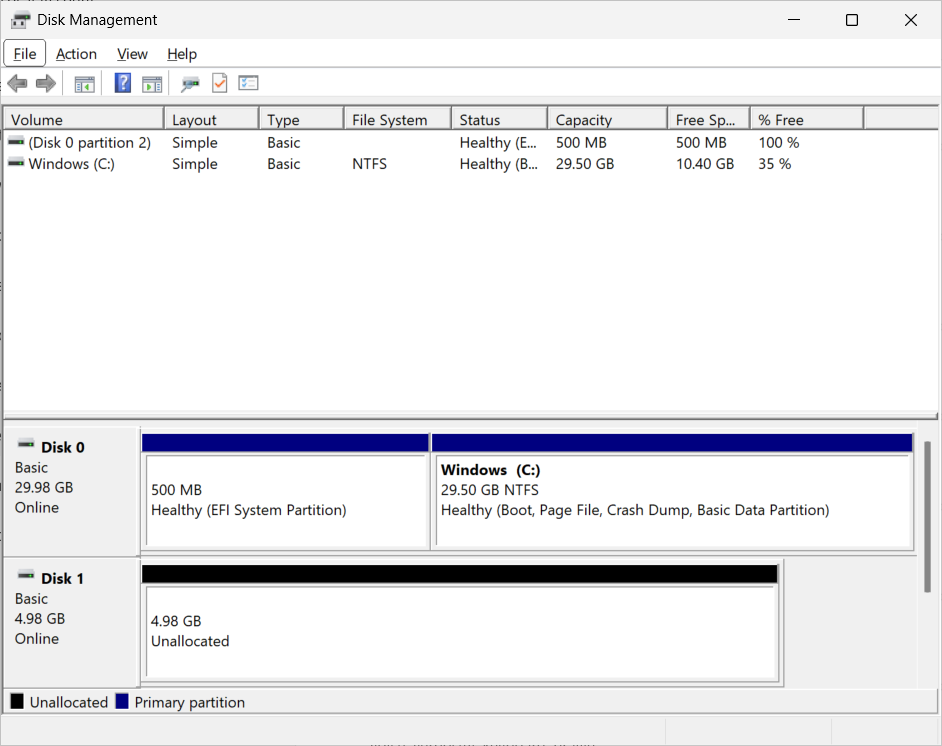 Disk Management
File Action View Help
Volume Layout Type File System Status Capacity Free Sp... % Free
(Disk 0 partition 2) Simple Basic Healthy (E... 500 MB 500 MB 100 %
Windows (C:) Simple Basic NTFS Healthy (B... 29.50 GB 10.40 GB 35 %
Disk 0
Basic
29.98 GB
Online
500 MB
Healthy (EFI System Partition)
Windows (C:)
29.50 GB NTFS
Healthy (Boot, Page File, Crash Dump, Basic Data Partition)
Disk 1
Basic
4.98 GB
Online
4.98 GB
Unallocated
Unallocated Primary partition